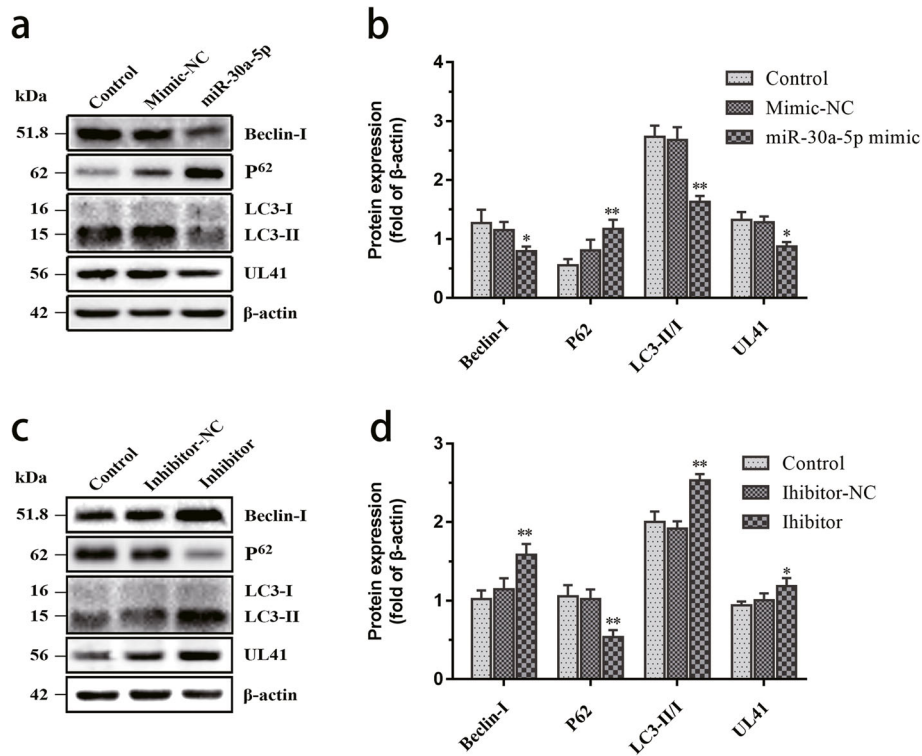 a
kDa
Control
Mimic-NC
miR-30a-5p
51.8
Beclin-I
62
P62
16
LC3-I
15
LC3-II
56
UL41
42
β-actin
b
Protein expression
(fold of β-actin)
4
3
2
1
0
Control
Mimic-NC
miR-30a-5p mimic
*
**
**
*
Beclin-I
P62
LC3-II/I
UL41
c
kDa
Control
Inhibitor-NC
Inhibitor
51.8
Beclin-I
62
P62
16
LC3-I
15
LC3-II
56
UL41
42
β-actin
d
Protein expression
(fold of β-actin)
3
2
1
0
Control
Ihibitor-NC
Ihibitor
**
**
**
*
Beclin-I
P62
LC3-II/I
UL41